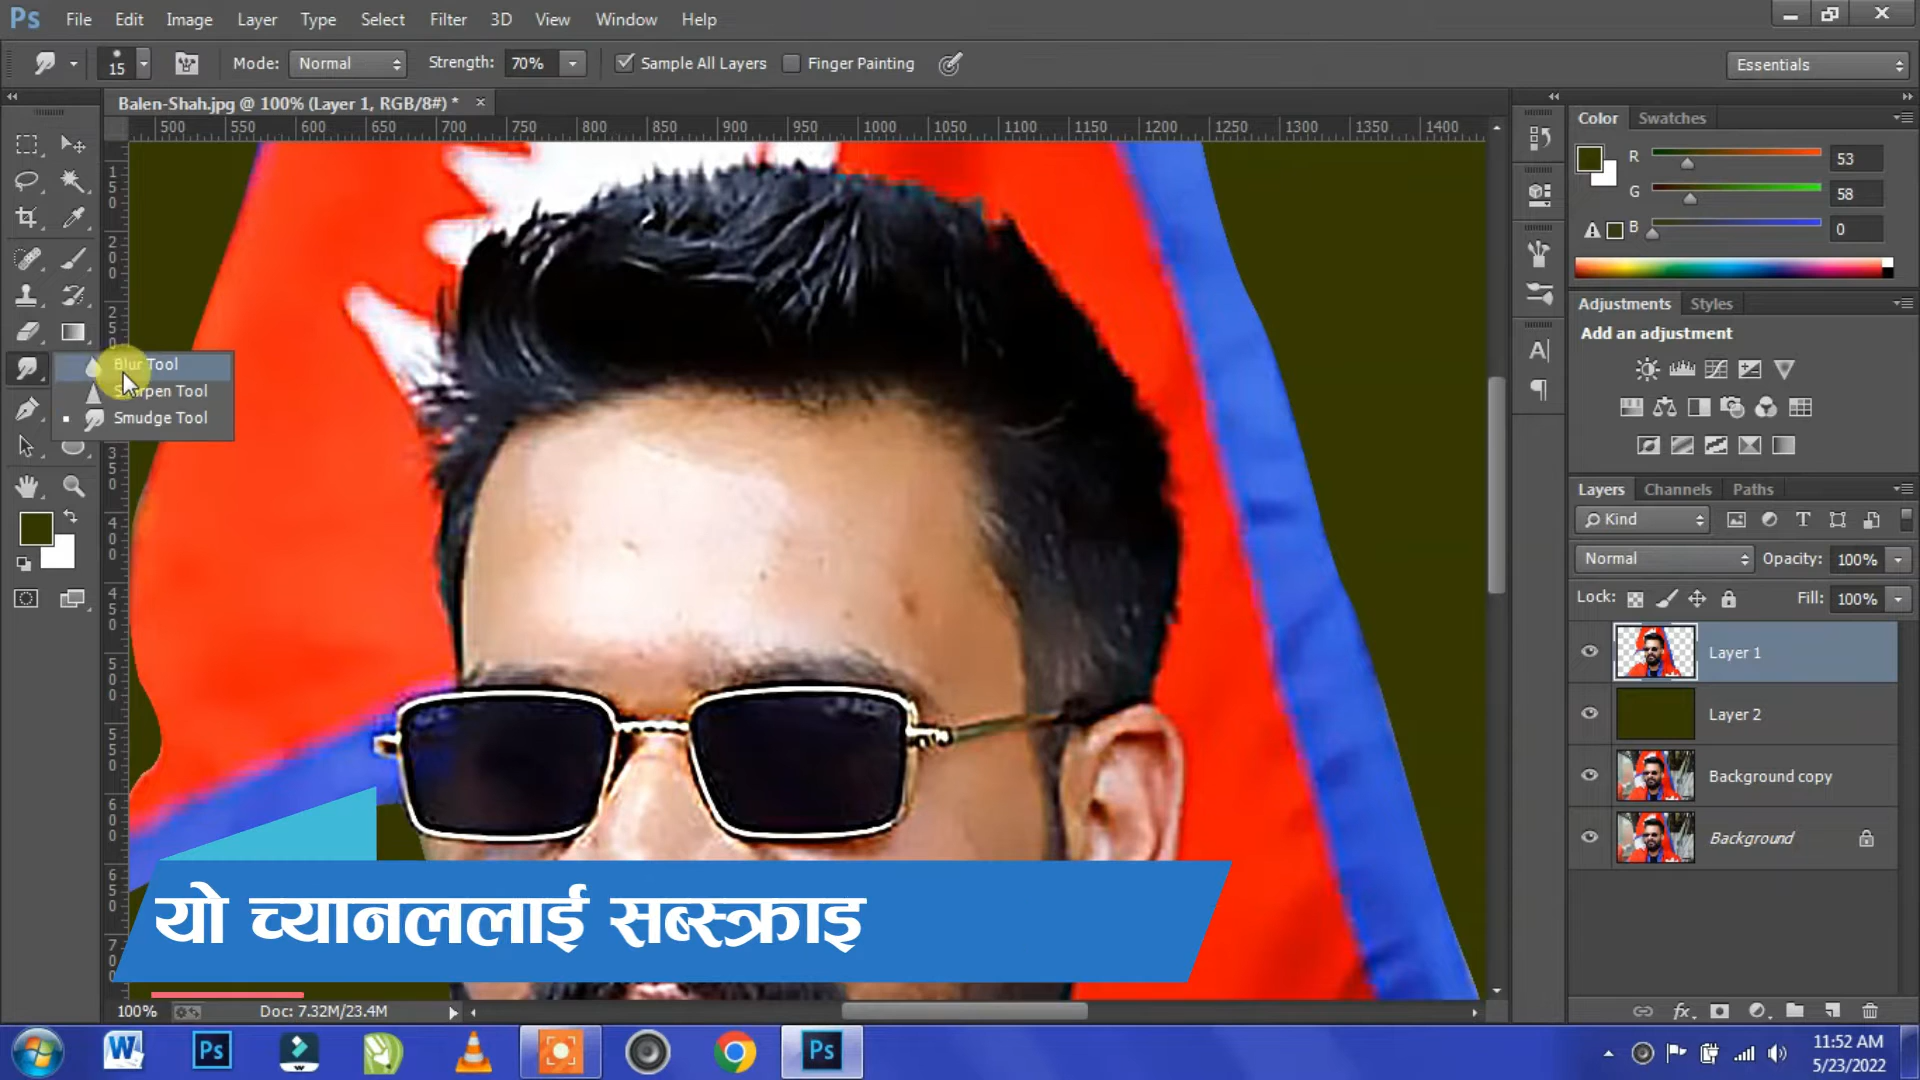 Ps File Edit Image Layer Type Select Filter 3D View Window Help
15 Mode: Normal Strength: 70% Sample All Layers Finger Painting Essentials
Balen-Shah.jpg @ 100% (Layer 1, RGB/8#) * ×
500 550 600 650 700 750 800 850 900 950 1000 1050 1100 1150 1200 1250 1300 1350 1400
Color Swatches
R 53
G 58
B 0
Adjustments Styles
Add an adjustment
Blur Tool
Sharpen Tool
Smudge Tool
Layers Channels Paths
Kind
Normal Opacity: 100%
Lock: Fill: 100%
Layer 1
Layer 2
Background copy
Background
यो च्यानललाई सब्स्क्राइ
100% Doc: 7.32M/23.4M
11:52 AM
5/23/2022